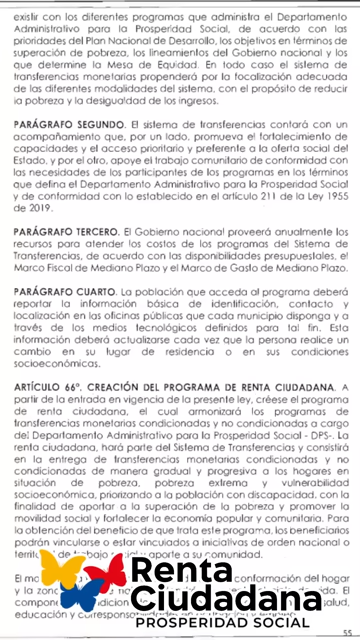 existir con los diferentes programas que administra el Departamento
Administrativo para la Prosperidad Social, de acuerdo con las
prioridades del Plan Nacional de Desarrollo, los objetivos en términos de
superación de pobreza, los lineamientos del Gobierno nacional y los
que determine la Mesa de Equidad. En todo caso el sistema de
transferencias monetarias propenderá por la focalización adecuada
de las diferentes modalidades del sistema, con el propósito de reducir
la pobreza y la desigualdad de los ingresos.
PARÁGRAFO SEGUNDO. El sistema de transferencias contará con un
acompañamiento que, por un lado, promueva el fortalecimiento de
capacidades y el acceso prioritario y preferente a la oferta social del
Estado, y por el otro, apoye el trabajo comunitario de conformidad con
las necesidades de los participantes de los programas en los términos
que defina el Departamento Administrativo para la Prosperidad Social
y de conformidad con lo establecido en el artículo 211 de la Ley 1955
de 2019.
PARÁGRAFO TERCERO. El Gobierno nacional proveerá anualmente los
recursos para atender los costos de los programas del Sistema de
Transferencias, de acuerdo con las disponibilidades presupuestales, el
Marco Fiscal de Mediano Plazo y el Marco de Gasto de Mediano Plazo.
PARÁGRAFO CUARTO. La población que acceda al programa deberá
reportar la información básica de identificación, contacto y
localización en las oficinas públicas que cada municipio disponga y a
través de los medios tecnológicos definidos para tal fin. Esta
información deberá actualizarse cada vez que la persona realice un
cambio en su lugar de residencia o en sus condiciones
socioeconómicas.
ARTÍCULO 66°. CREACIÓN DEL PROGRAMA DE RENTA CIUDADANA. A
partir de la entrada en vigencia de la presente ley, créese el programa
de renta ciudadana, el cual armonizará los programas de
transferencias monetarias condicionadas y no condicionadas a cargo
del Departamento Administrativo para la Prosperidad Social - DPS-. La
renta ciudadana, hará parte del Sistema de Transferencias y consistirá
en la entrega de transferencias monetarias condicionadas y no
condicionadas de manera gradual y progresiva a los hogares en
situación de pobreza, pobreza extrema y vulnerabilidad
socioeconómica, priorizando a la población con discapacidad, con la
finalidad de aportar a la superación de la pobreza y promover la
movilidad social y fortalecer la economía popular y comunitaria. Para
la obtención del beneficio de que trata este programa, los beneficiarios
podrán vincularse o estar vinculados a iniciativas de orden nacional o
aporte a su comunidad.
El conformación del hogar
y la zona
salud,
educación y
Renta
Ciudadana
PROSPERIDAD SOCIAL
55